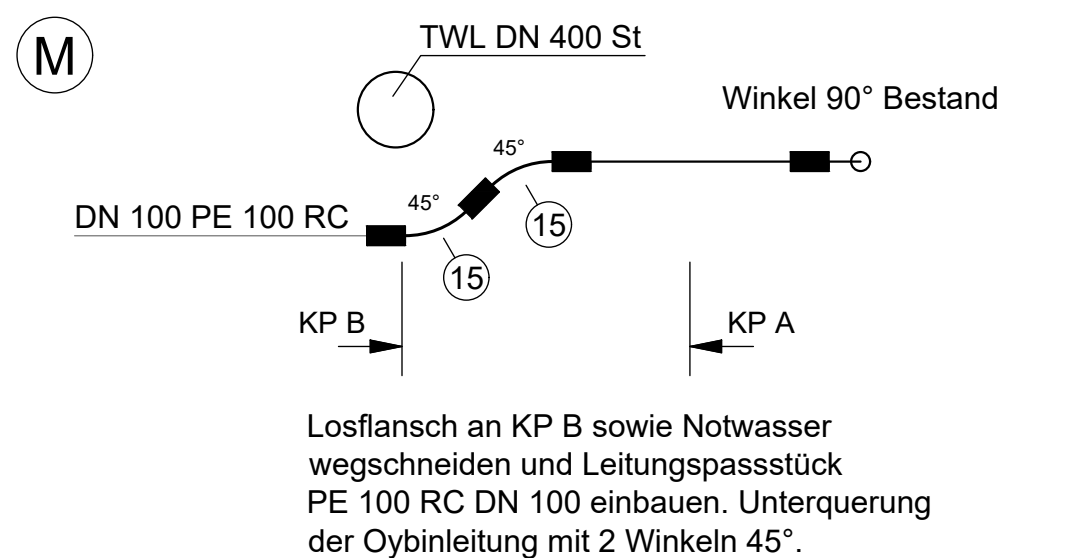 M
TWL DN 400 St
Winkel 90° Bestand
45°
45°
DN 100 PE 100 RC
15
15
KP B
KP A
Losflansch an KP B sowie Notwasser
wegschneiden und Leitungspassstück
PE 100 RC DN 100 einbauen. Unterquerung
der Oybinleitung mit 2 Winkeln 45°.